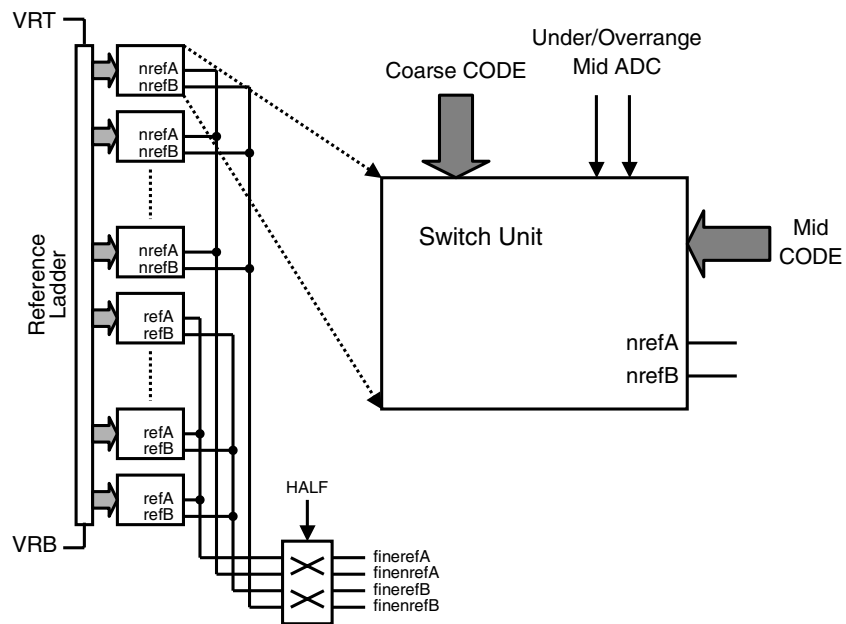 VRT
nrefA
nrefB
nrefA
nrefB
nrefA
nrefB
refA
refB
refA
refB
refA
refB
Reference
Ladder
VRB
HALF
finerefA
finenrefA
finerefB
finenrefB
Coarse CODE
Under/Overrange
Mid ADC
Switch Unit
Mid
CODE
nrefA
nrefB